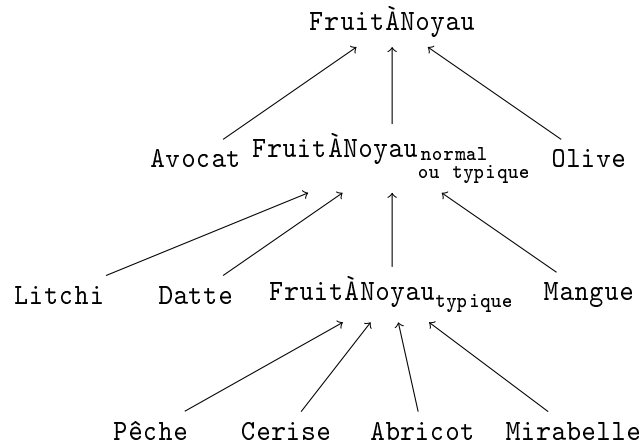 FruitÀNoyau
Avocat FruitÀNoyau normal ou typique Olive
Litchi Datte FruitÀNoyau typique Mangue
Pêche Cerise Abricot Mirabelle